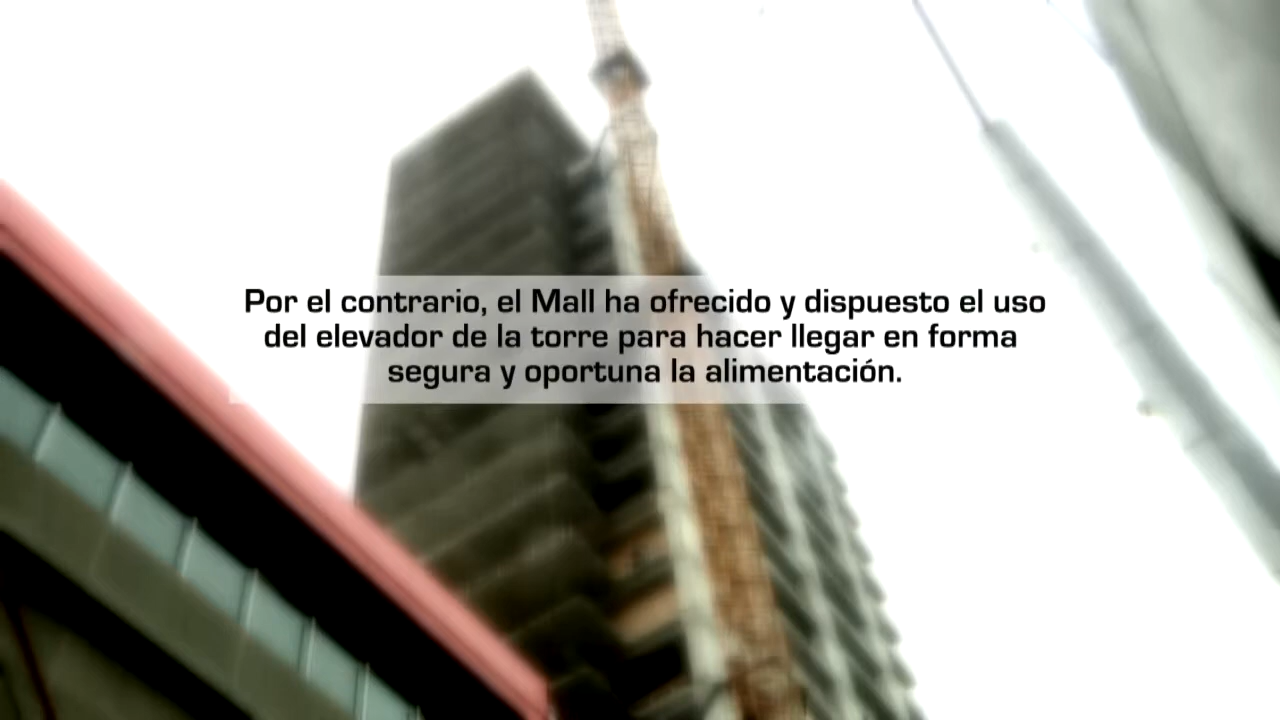 Por el contrario, el Mall ha ofrecido y dispuesto el uso
del elevador de la torre para hacer llegar en forma
segura y oportuna la alimentación.